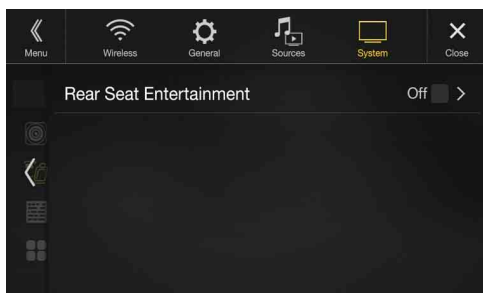 Menu
Wireless
General
Sources
System
Close
Rear Seat Entertainment
Off